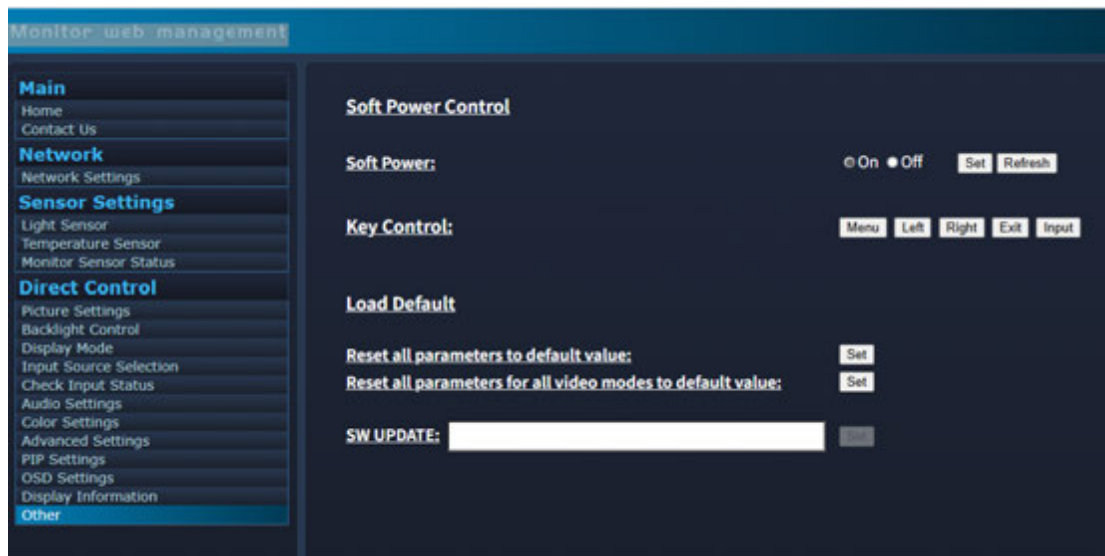 Monitor web management
Main
Home
Contact Us
Network
Network Settings
Sensor Settings
Light Sensor
Temperature Sensor
Monitor Sensor Status
Direct Control
Picture Settings
Backlight Control
Display Mode
Input Source Selection
Check Input Status
Audio Settings
Color Settings
Advanced Settings
PIP Settings
OSD Settings
Display Information
Other
Soft Power Control
Soft Power: On Off Set Refresh
Key Control: Menu Left Right Exit Input
Load Default
Reset all parameters to default value: Set
Reset all parameters for all video modes to default value: Set
SW UPDATE: Set